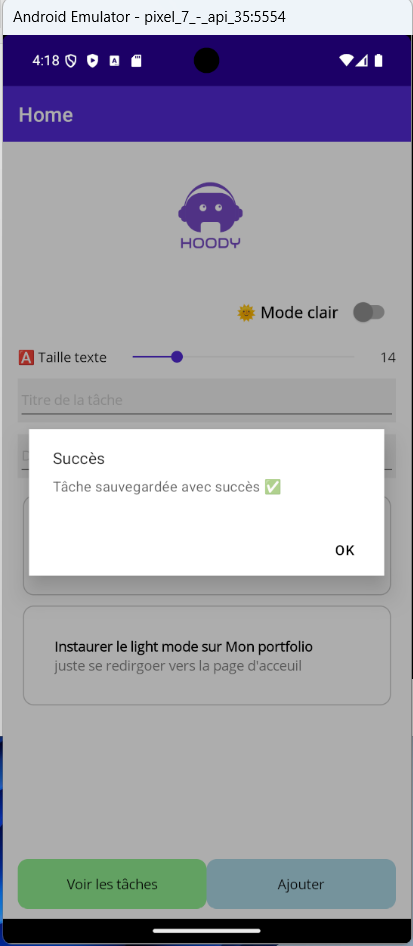 Android Emulator - pixel_7_-_api_35:5554
4:18
Home
HOODY
🌞 Mode clair
🅰 Taille texte 14
Titre de la tâche
Succès
Tâche sauvegardée avec succès ✅
OK
Instaurer le light mode sur Mon portfolio
juste se redirgoer vers la page d'acceuil
Voir les tâches
Ajouter